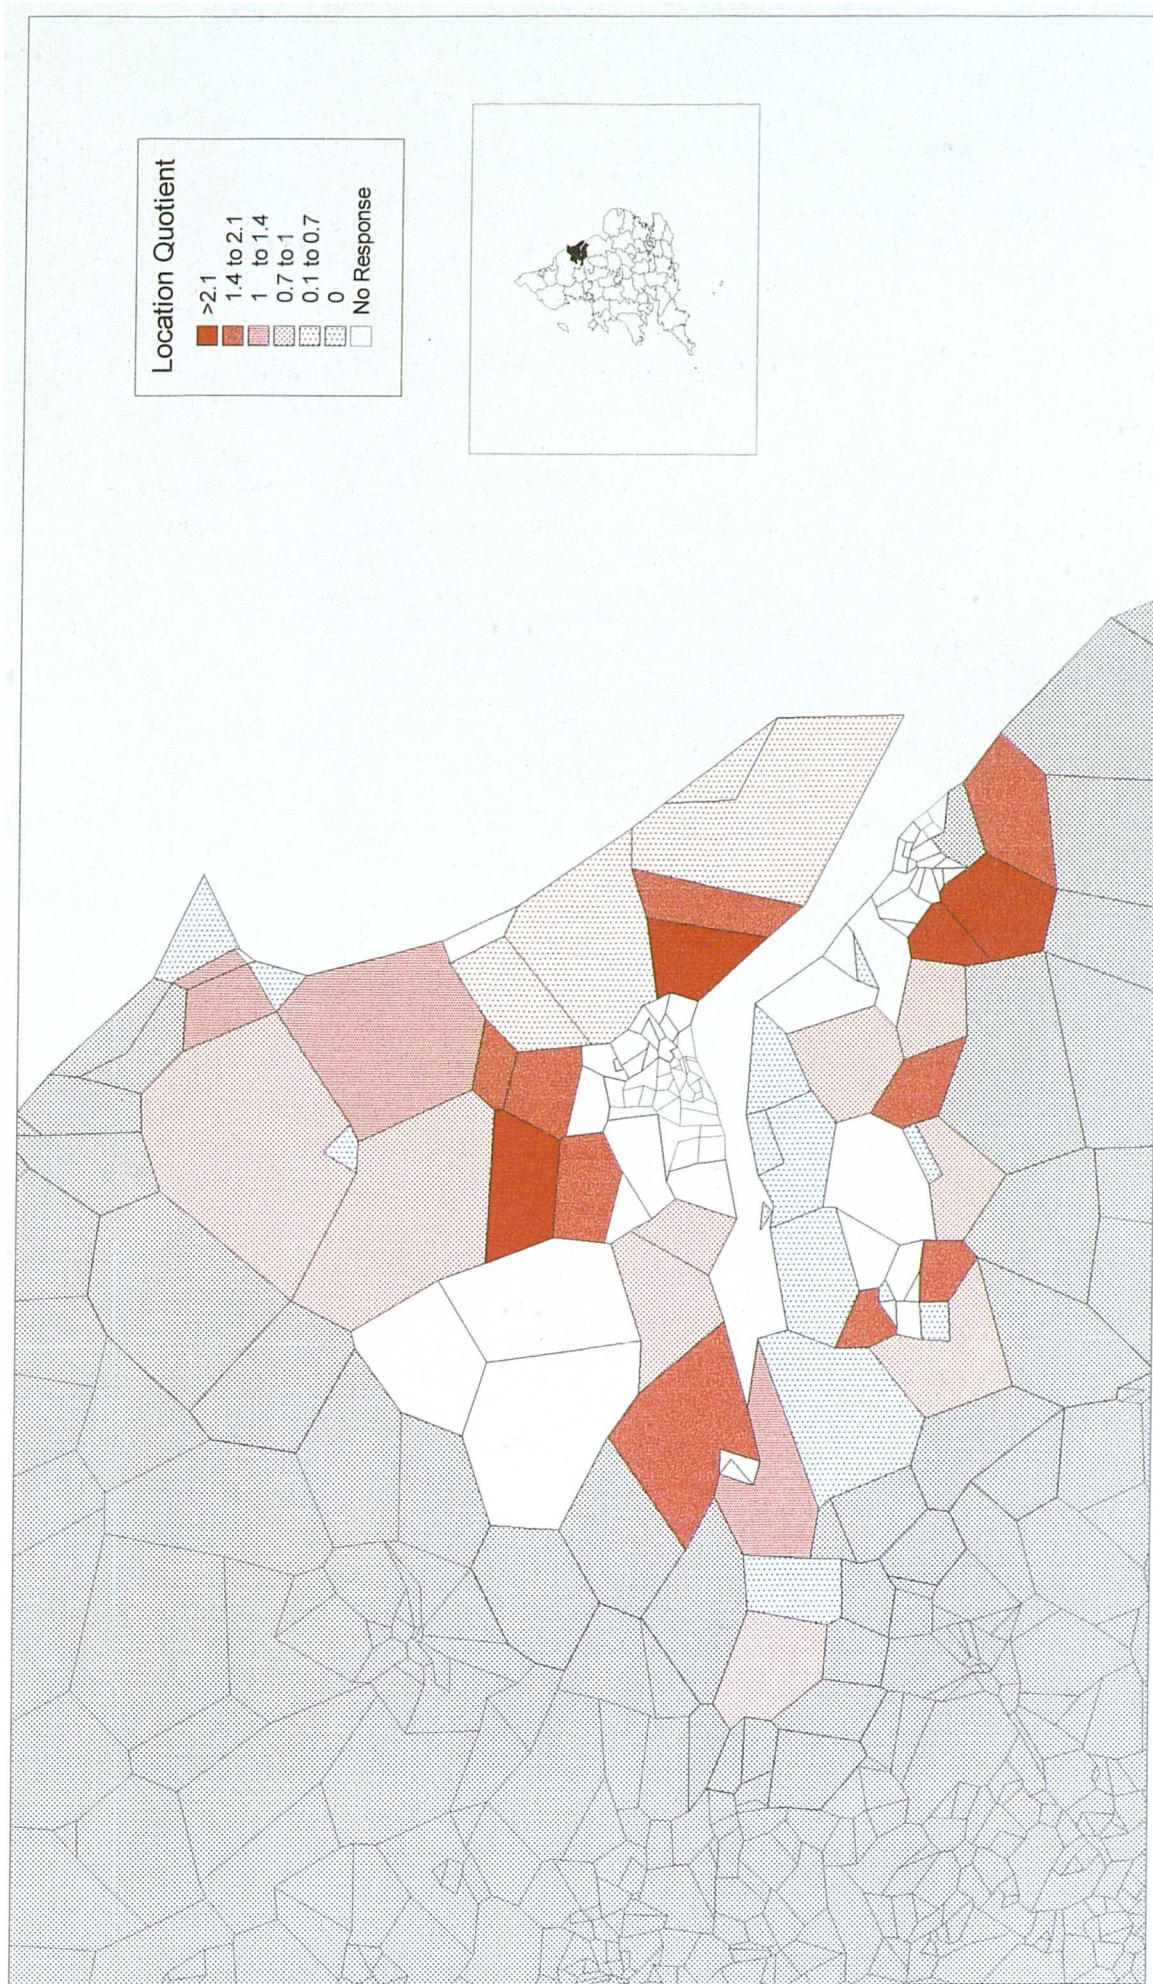 Location Quotient
>2.1
1.4 to 2.1
1 to 1.4
0.7 to 1
0.1 to 0.7
0
No Response